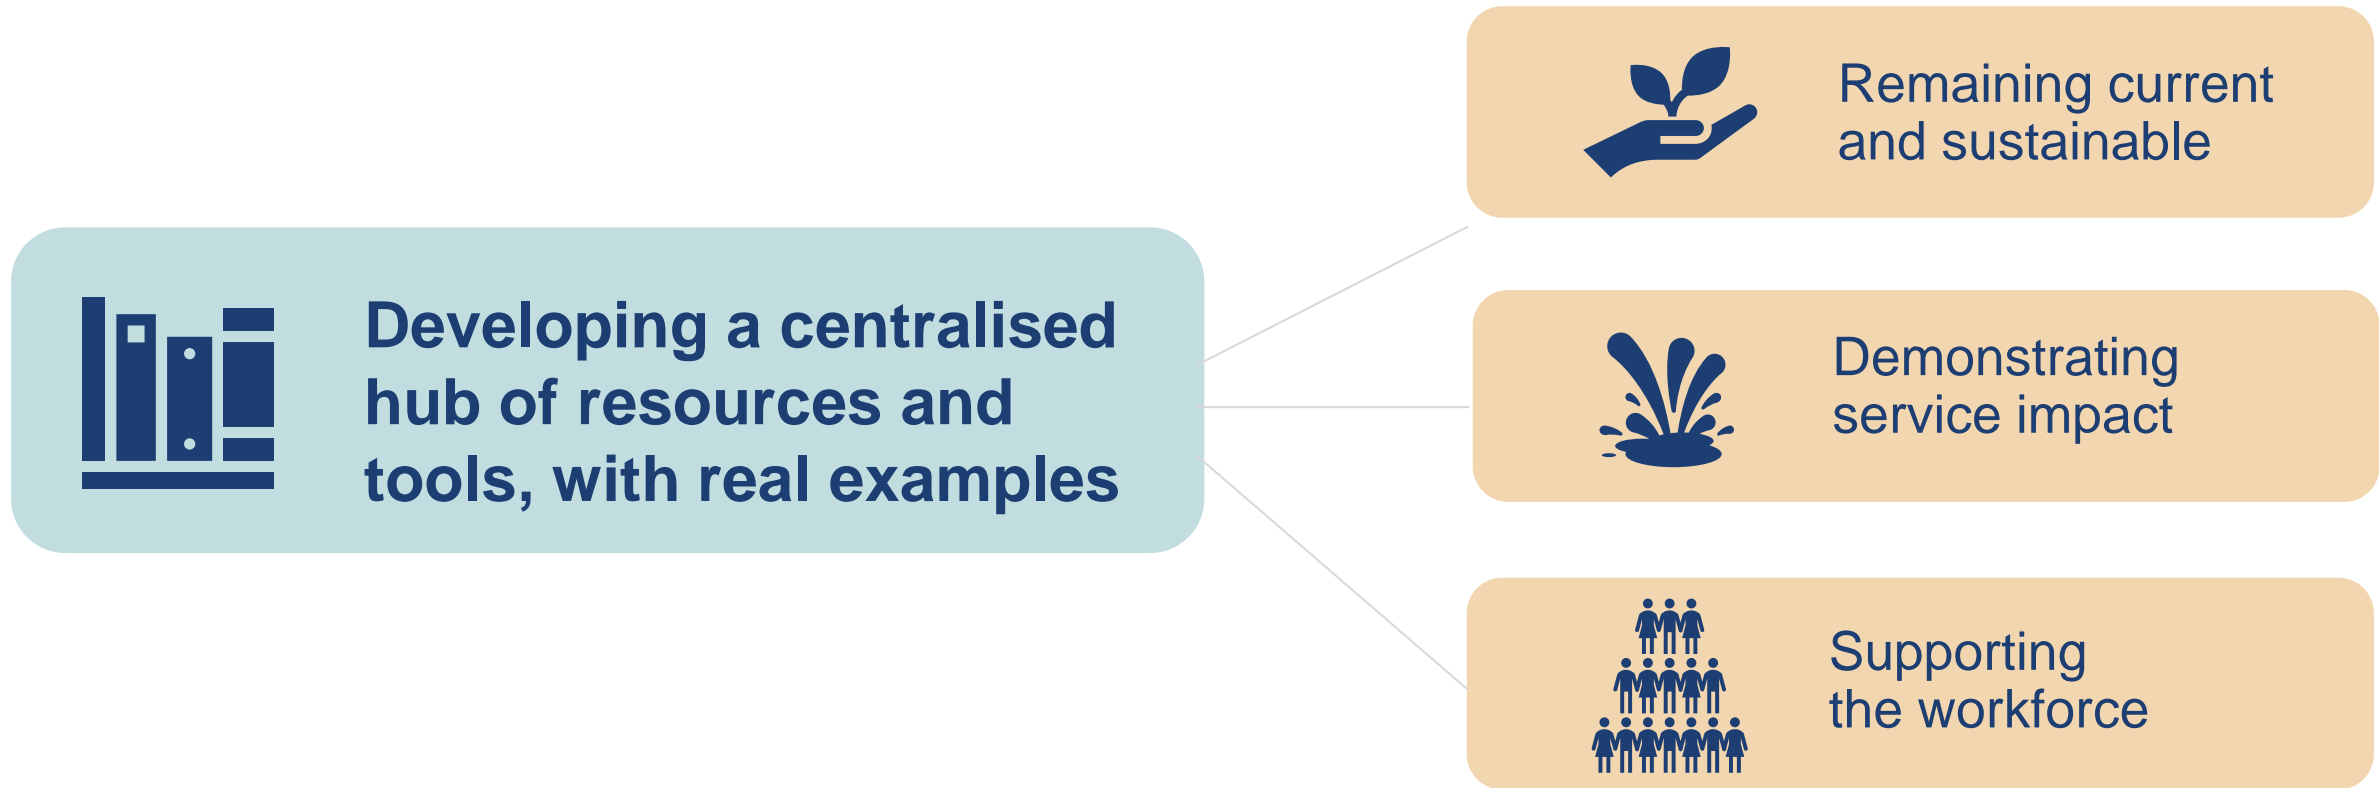 Developing a centralised
hub of resources and
tools, with real examples
Remaining current
and sustainable
Demonstrating
service impact
Supporting
the workforce